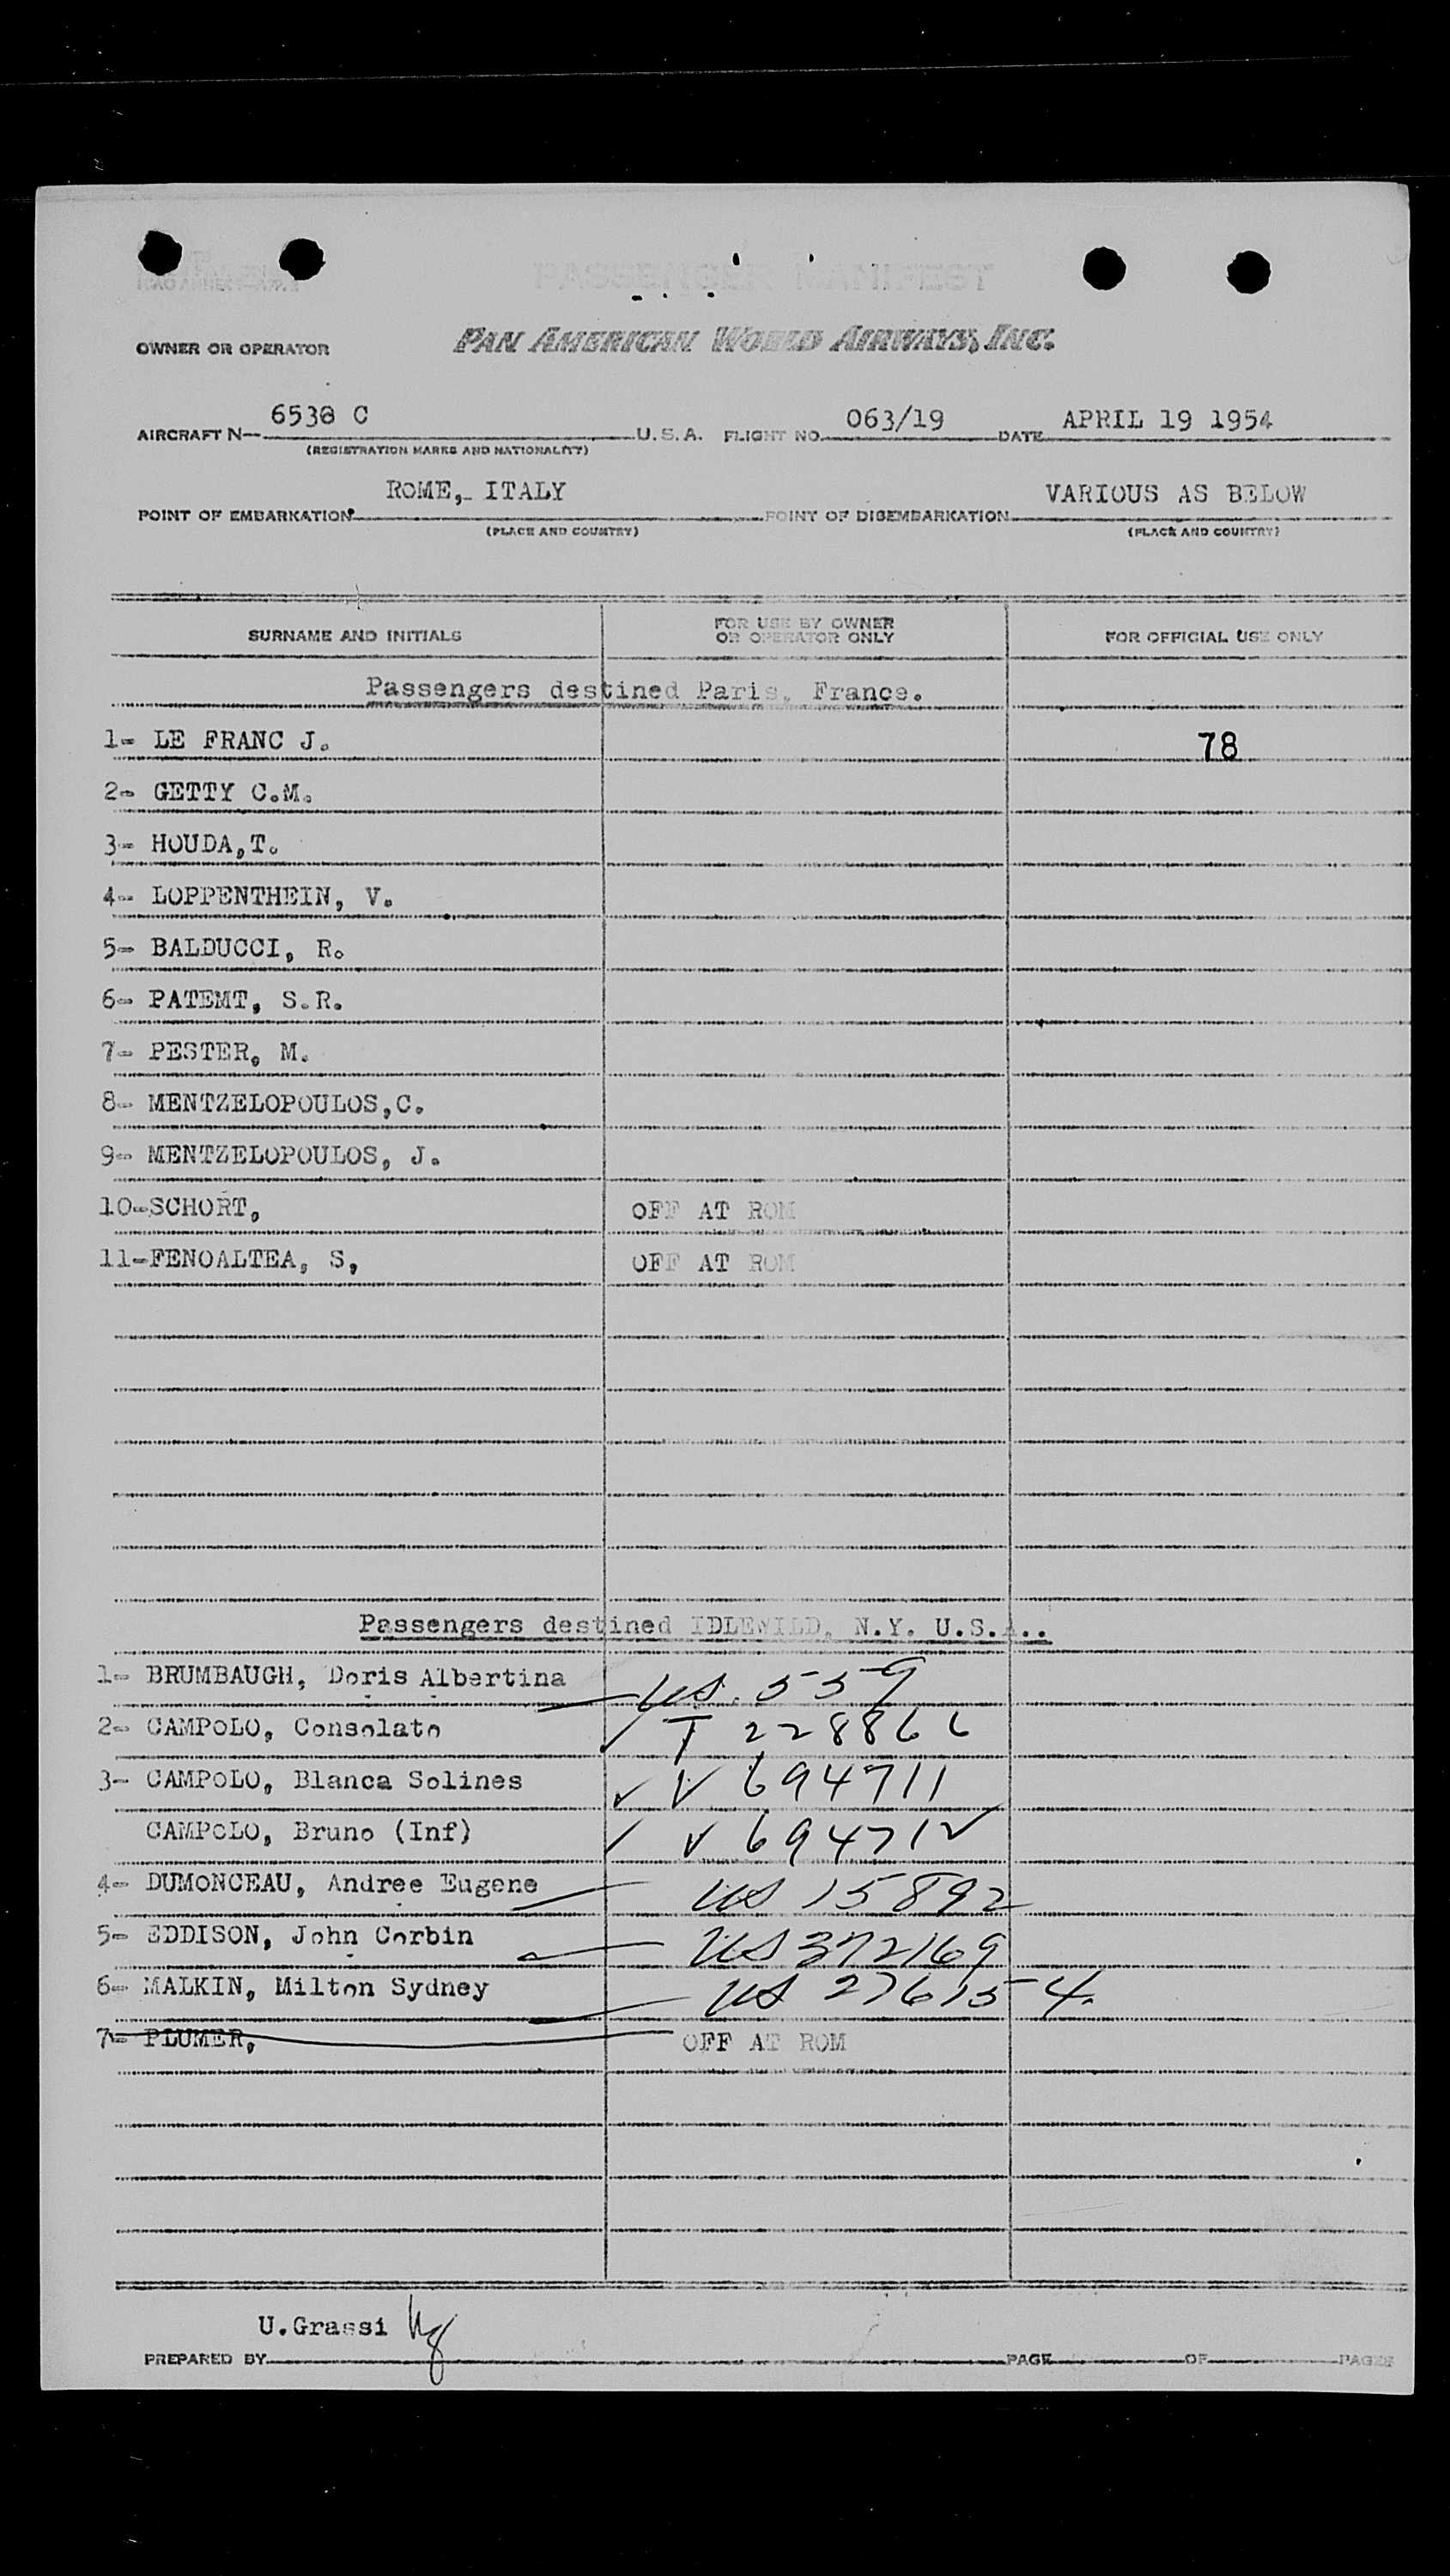 PASSENGER MANIFEST
OWNER OR OPERATOR PAN AMERICAN WORLD AIRWAYS, INC.
AIRCRAFT N— 6538 C U.S.A. FLIGHT NO. 063/19 DATE APRIL 19 1954
(REGISTRATION MARKS AND NATIONALITY)
POINT OF EMBARKATION ROME, ITALY POINT OF DISEMBARKATION VARIOUS AS BELOW
(PLACE AND COUNTRY) (PLACE AND COUNTRY)
SURNAME AND INITIALS FOR USE BY OWNER OR OPERATOR ONLY FOR OFFICIAL USE ONLY
Passengers destined Paris, France.
1- LE FRANC J. 78
2- GETTY C.M.
3- HOUDA,T.
4- LOPPENTHEIN, V.
5- BALDUCCI, R.
6- PATEMT, S.R.
7- PESTER, M.
8- MENTZELOPOULOS,C.
9- MENTZELOPOULOS, J.
10-SCHORT, OFF AT ROM
11-FENOALTEA, S, OFF AT ROM
Passengers destined IDLEWILD, N.Y. U.S.A..
1- BRUMBAUGH, Doris Albertina US 559
2- CAMPOLO, Consolato ✓ T 228866
3- CAMPOLO, Blanca Solines ✓ V 694711
CAMPOLO, Bruno (Inf) ✓ V 694712
4- DUMONCEAU, Andree Eugene US 15892
5- EDDISON, John Corbin US 372169
6- MALKIN, Milton Sydney US 276154
7- PLUMER, OFF AT ROM
U.Grassi Ug
PREPARED BY PAGE OF PAGES